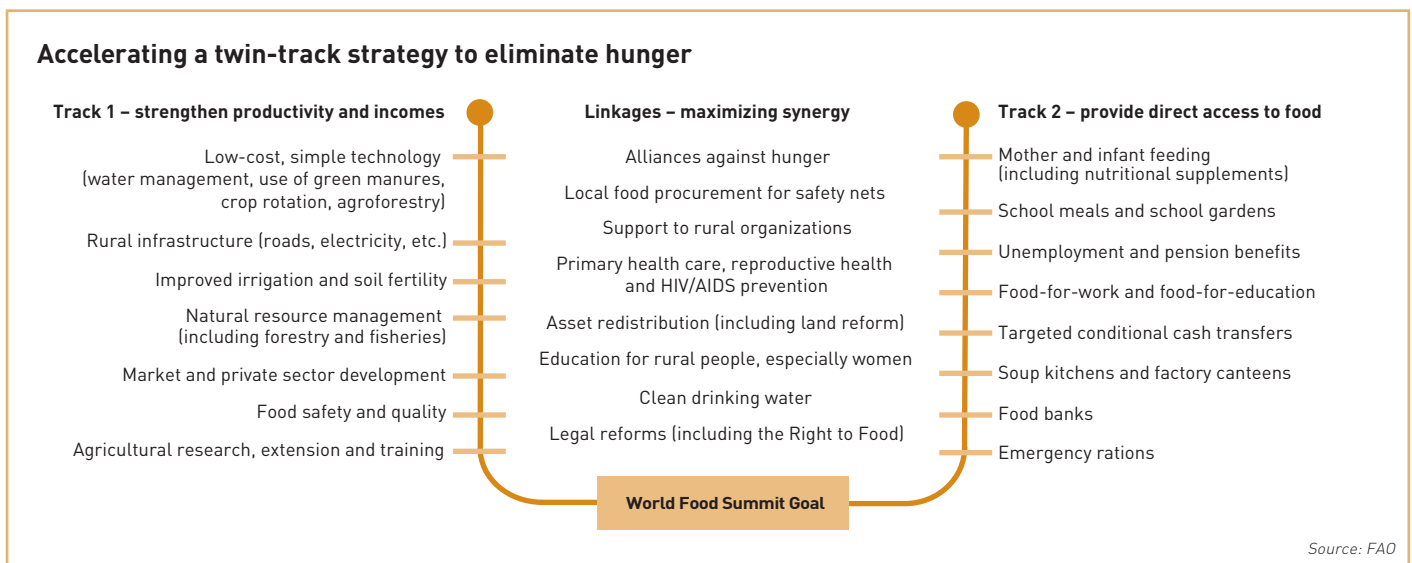 Accelerating a twin-track strategy to eliminate hunger
Track 1 – strengthen productivity and incomes
Low-cost, simple technology
(water management, use of green manures,
crop rotation, agroforestry)
Rural infrastructure (roads, electricity, etc.)
Improved irrigation and soil fertility
Natural resource management
(including forestry and fisheries)
Market and private sector development
Food safety and quality
Agricultural research, extension and training
Linkages – maximizing synergy
Alliances against hunger
Local food procurement for safety nets
Support to rural organizations
Primary health care, reproductive health
and HIV/AIDS prevention
Asset redistribution (including land reform)
Education for rural people, especially women
Clean drinking water
Legal reforms (including the Right to Food)
Track 2 – provide direct access to food
Mother and infant feeding
(including nutritional supplements)
School meals and school gardens
Unemployment and pension benefits
Food-for-work and food-for-education
Targeted conditional cash transfers
Soup kitchens and factory canteens
Food banks
Emergency rations
World Food Summit Goal
Source: FAO